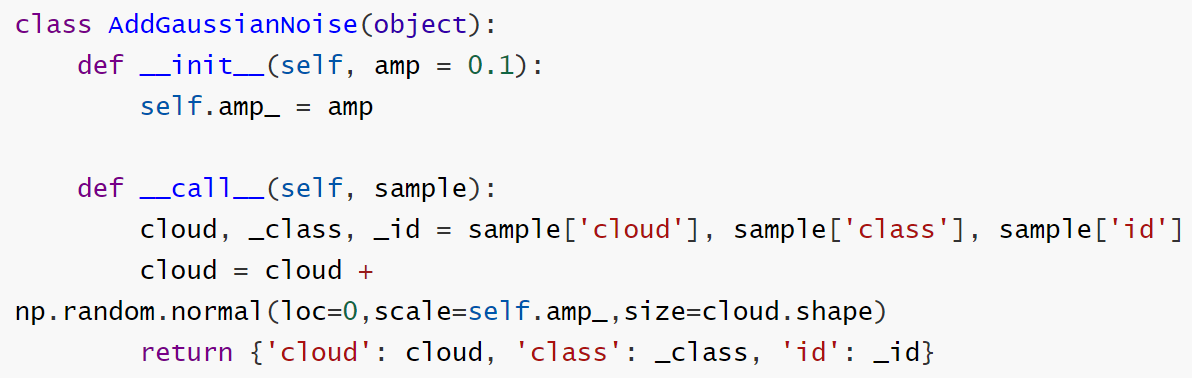 class AddGaussianNoise(object):
    def __init__(self, amp = 0.1):
        self.amp_ = amp

    def __call__(self, sample):
        cloud, _class, _id = sample['cloud'], sample['class'], sample['id']
        cloud = cloud +
np.random.normal(loc=0,scale=self.amp_,size=cloud.shape)
        return {'cloud': cloud, 'class': _class, 'id': _id}